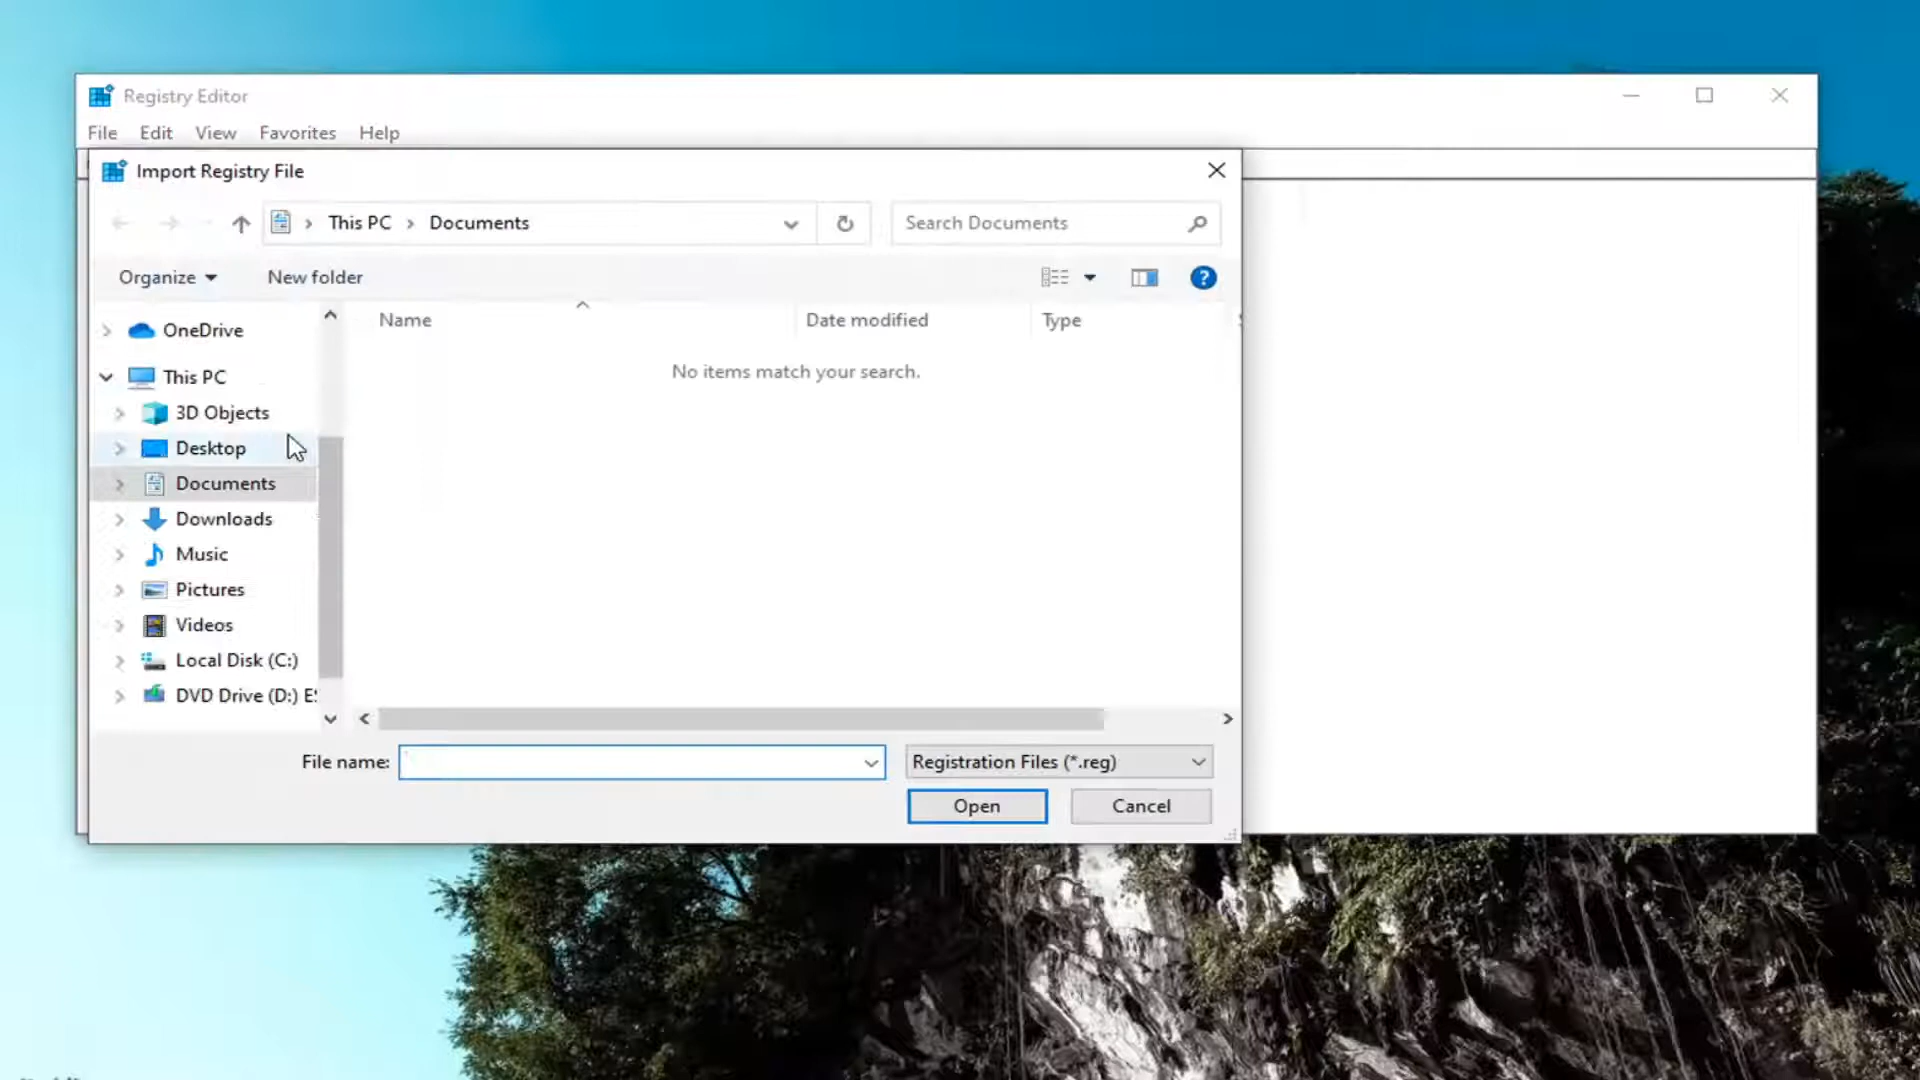 Registry Editor
File Edit View Favorites Help
Import Registry File
This PC Documents
Search Documents
Organize New folder
?
Name Date modified Type
No items match your search.
OneDrive
This PC
3D Objects
Desktop
Documents
Downloads
Music
Pictures
Videos
Local Disk (C:)
DVD Drive (D:) ES
File name:
Registration Files (*.reg)
Open Cancel